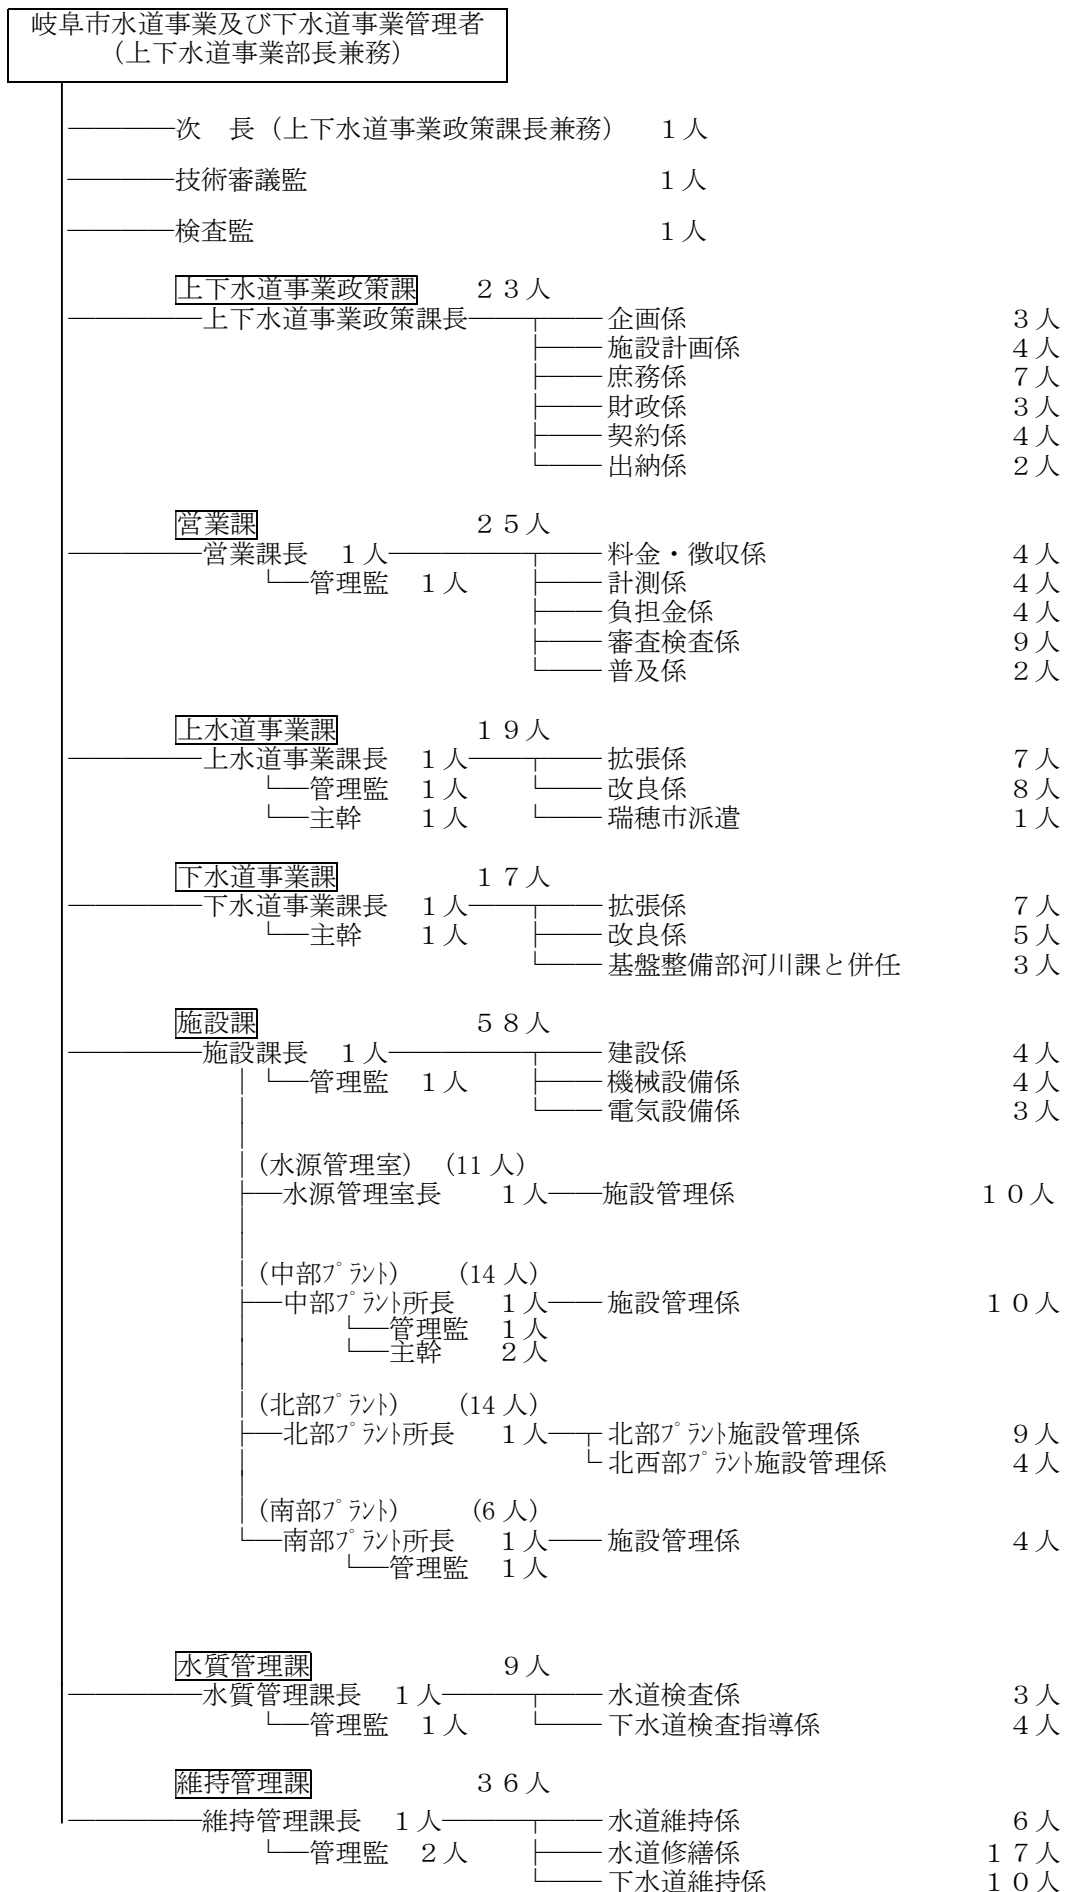 岐阜市水道事業及び下水道事業管理者
（上下水道事業部長兼務）
次　長（上下水道事業政策課長兼務）　１人
技術審議監　１人
検査監　１人
上下水道事業政策課　２３人
上下水道事業政策課長　企画係　３人
施設計画係　４人
庶務係　７人
財政係　３人
契約係　４人
出納係　２人
営業課　２５人
営業課長　１人　料金・徴収係　４人
管理監　１人　計測係　４人
負担金係　４人
審査検査係　９人
普及係　２人
上水道事業課　１９人
上水道事業課長　１人　拡張係　７人
管理監　１人　改良係　８人
主幹　１人　瑞穂市派遣　１人
下水道事業課　１７人
下水道事業課長　１人　拡張係　７人
主幹　１人　改良係　５人
基盤整備部河川課と併任　３人
施設課　５８人
施設課長　１人　建設係　４人
管理監　１人　機械設備係　４人
電気設備係　３人
（水源管理室）　（11 人）
水源管理室長　１人　施設管理係　１０人
（中部ﾌﾟﾗﾝﾄ）　（14 人）
中部ﾌﾟﾗﾝﾄ所長　１人　施設管理係　１０人
管理監　１人
主幹　２人
（北部ﾌﾟﾗﾝﾄ）　（14 人）
北部ﾌﾟﾗﾝﾄ所長　１人　北部ﾌﾟﾗﾝﾄ施設管理係　９人
北西部ﾌﾟﾗﾝﾄ施設管理係　４人
（南部ﾌﾟﾗﾝﾄ）　（6 人）
南部ﾌﾟﾗﾝﾄ所長　１人　施設管理係　４人
管理監　１人
水質管理課　９人
水質管理課長　１人　水道検査係　３人
管理監　１人　下水道検査指導係　４人
維持管理課　３６人
維持管理課長　１人　水道維持係　６人
管理監　２人　水道修繕係　１７人
下水道維持係　１０人